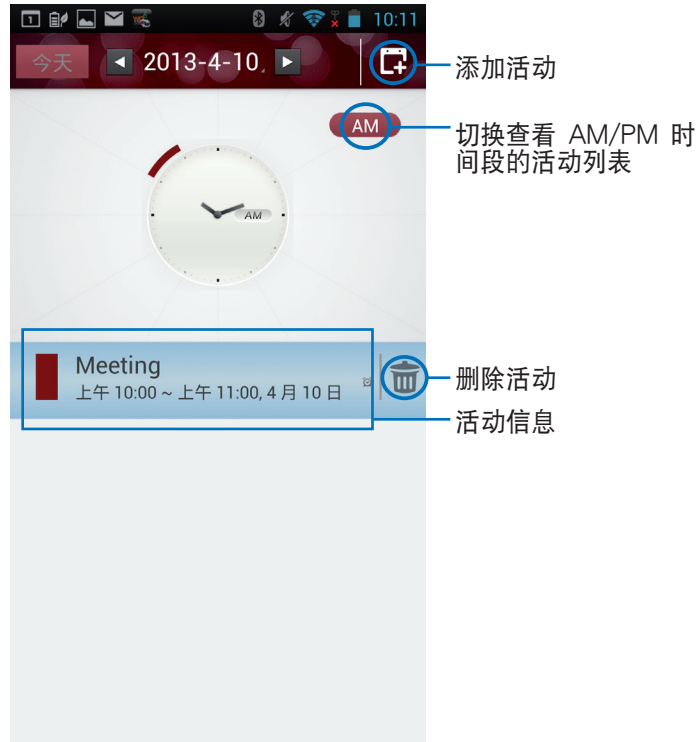 1 10:11
今天 2013-4-10
添加活动
AM
切换查看 AM/PM 时
间段的活动列表
AM
Meeting
上午 10:00 ~ 上午 11:00, 4 月 10 日
删除活动
活动信息